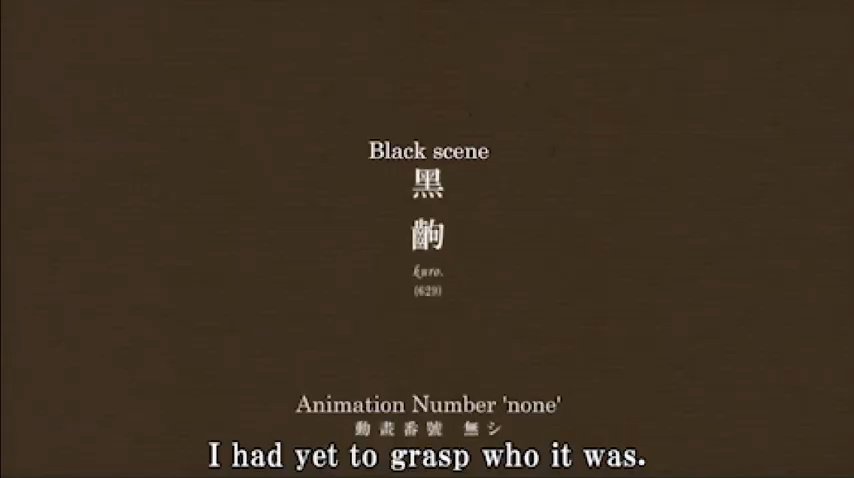 Black scene
黑
齣
kuro.
(629)
Animation Number 'none'
動畫番號 無シ
I had yet to grasp who it was.